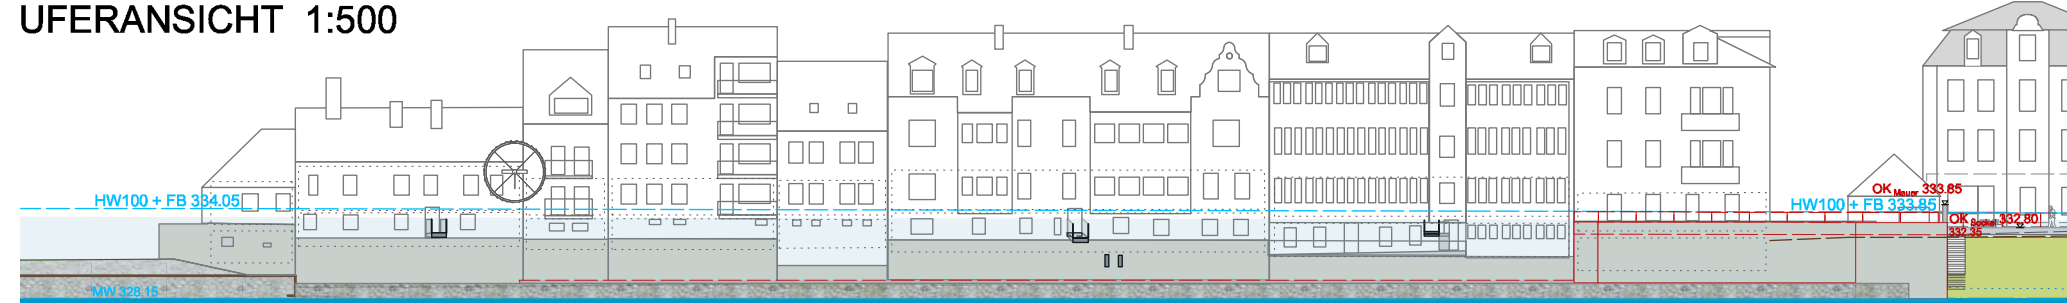 UFERANSICHT 1:500
HW100 + FB 334.05
OK Mauer 333.85
HW100 + FB 333.85
OK Sockel 332.80
332.35
MW 328.15